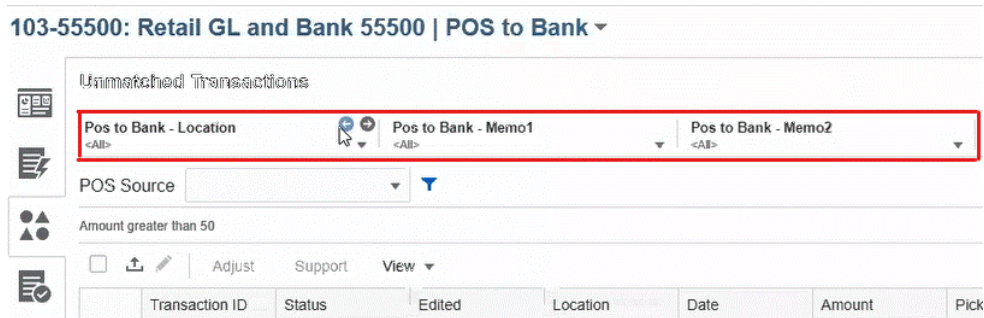 103-55500: Retail GL and Bank 55500 | POS to Bank
Unmatched Transactions
Pos to Bank - Location Pos to Bank - Memo1 Pos to Bank - Memo2
<All> <All> <All>
POS Source
Amount greater than 50
Adjust Support View
Transaction ID Status Edited Location Date Amount Pick